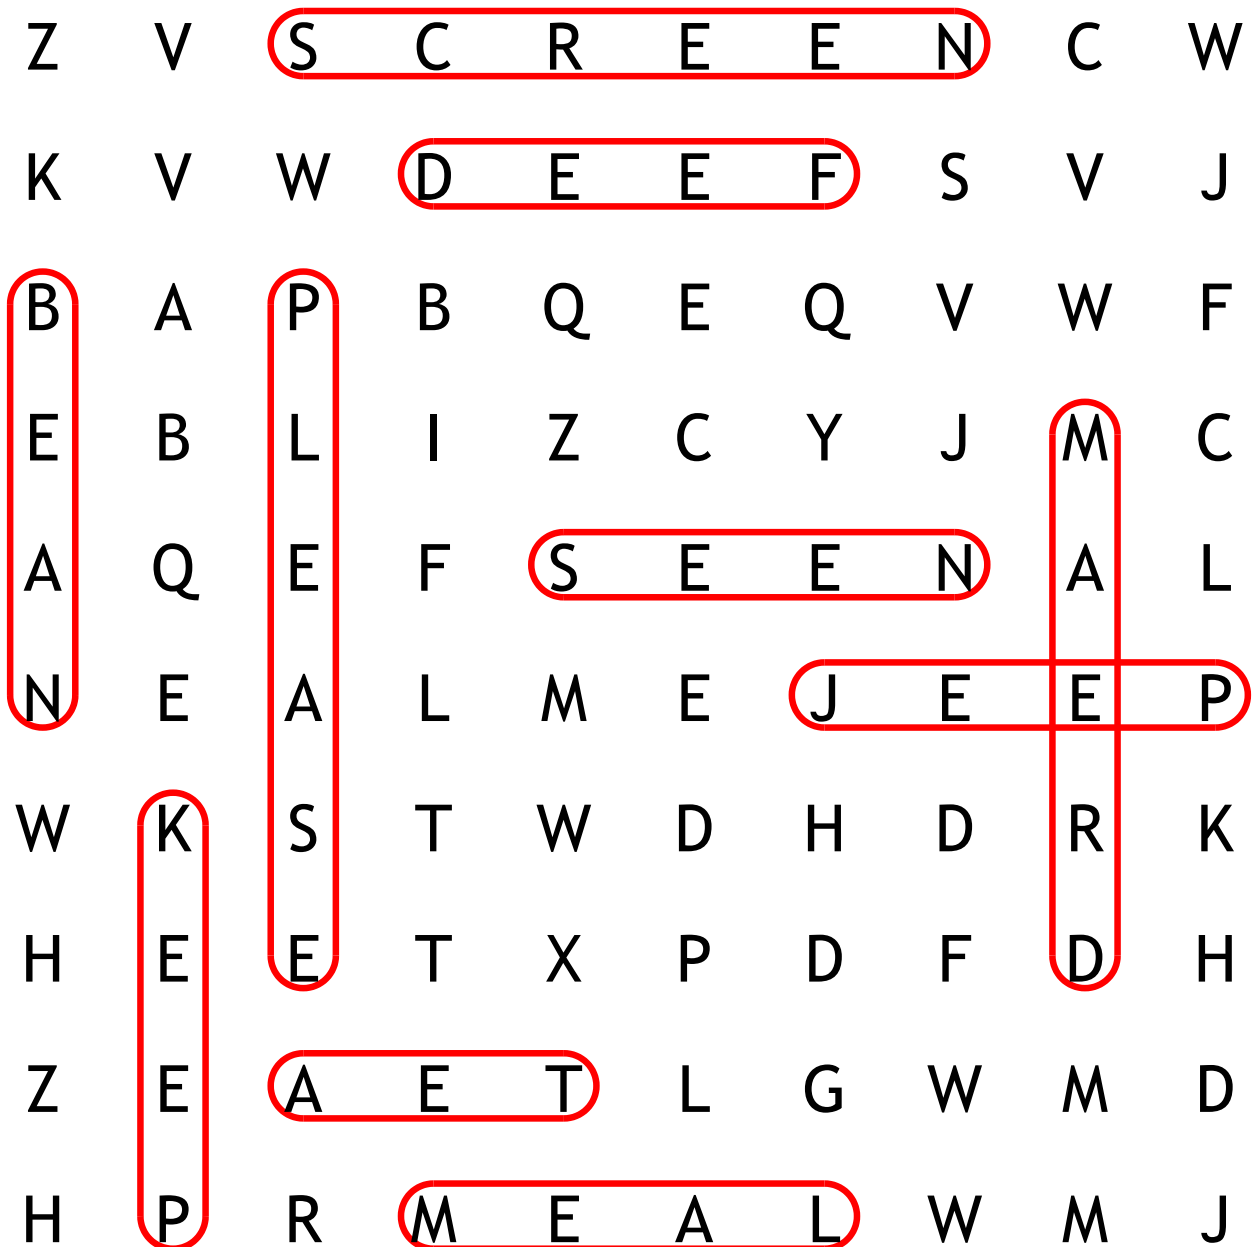 Z V S C R E E N C W
K V W D E E F S V J
B A P B Q E Q V W F
E B L I Z C Y J M C
A Q E F S E E N A L
N E A L M E J E E P
W K S T W D H D R K
H E E T X P D F D H
Z E A E T L G W M D
H P R M E A L W M J